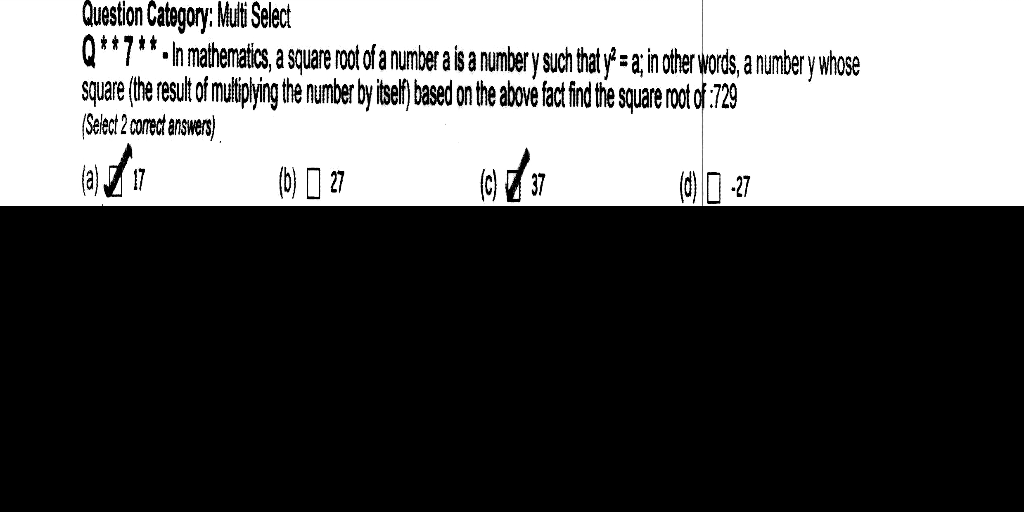 Question Category: Multi Select
Q**7** - In mathematics, a square root of a number a is a number y such that y² = a; in other words, a number y whose
square (the result of multiplying the number by itself) based on the above fact find the square root of :729
(Select 2 correct answers)
(a) 17 (b) 27 (c) 37 (d) -27